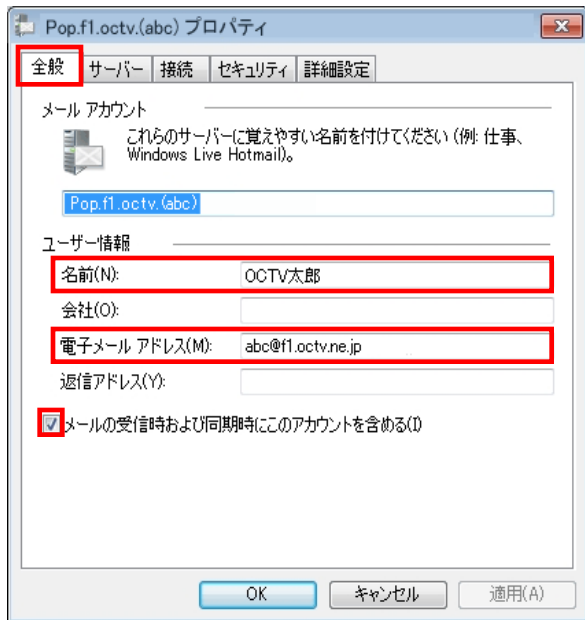 Pop.f1.octv.(abc) プロパティ
全般 サーバー 接続 セキュリティ 詳細設定
メール アカウント
これらのサーバーに覚えやすい名前を付けてください (例: 仕事、
Windows Live Hotmail)。
Pop.f1.octv.(abc)
ユーザー情報
名前(N): OCTV太郎
会社(O):
電子メール アドレス(M): abc@f1.octv.ne.jp
返信アドレス(Y):
メールの受信時および同期時にこのアカウントを含める(I)
OK キャンセル 適用(A)